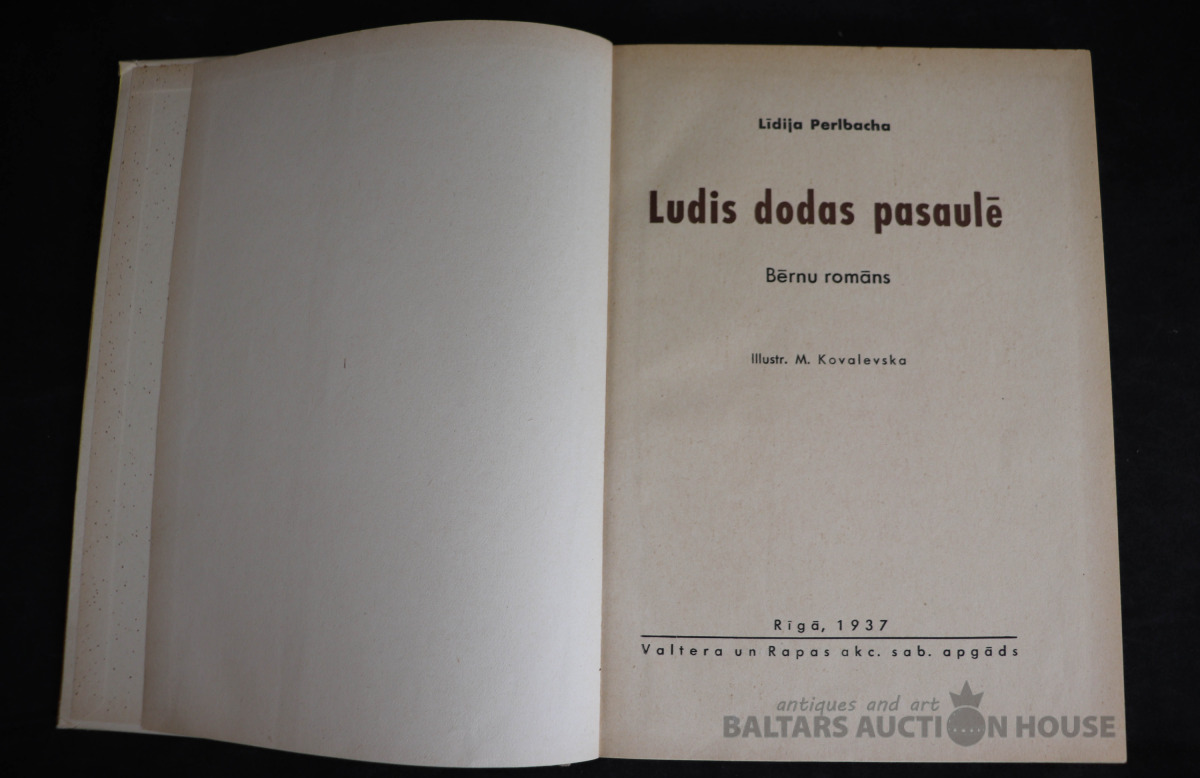 Līdija Perlbacha
Ludis dodas pasaulē
Bērnu romāns
Illustr. M. Kovalevska
Rīgā, 1937
Valtera un Rapas akc. sab. apgāds
antiques and art
BALTARS AUCTION HOUSE